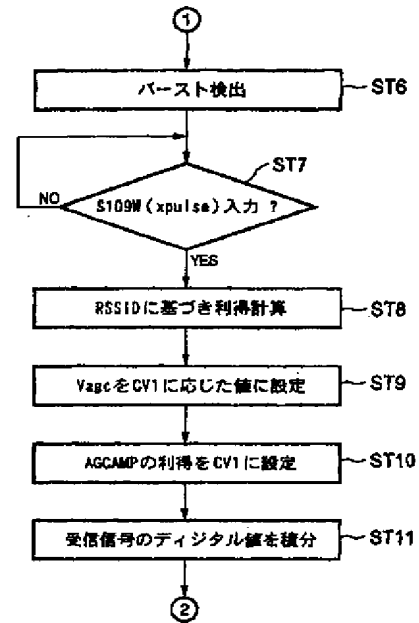 ①
バースト検出
ST6
ST7
S109W(xpulse)入力 ?
NO
YES
RSSIDに基づき利得計算
ST8
VagcをCV1に応じた値に設定
ST9
AGCAMPの利得をCV1に設定
ST10
受信信号のディジタル値を積分
ST11
②